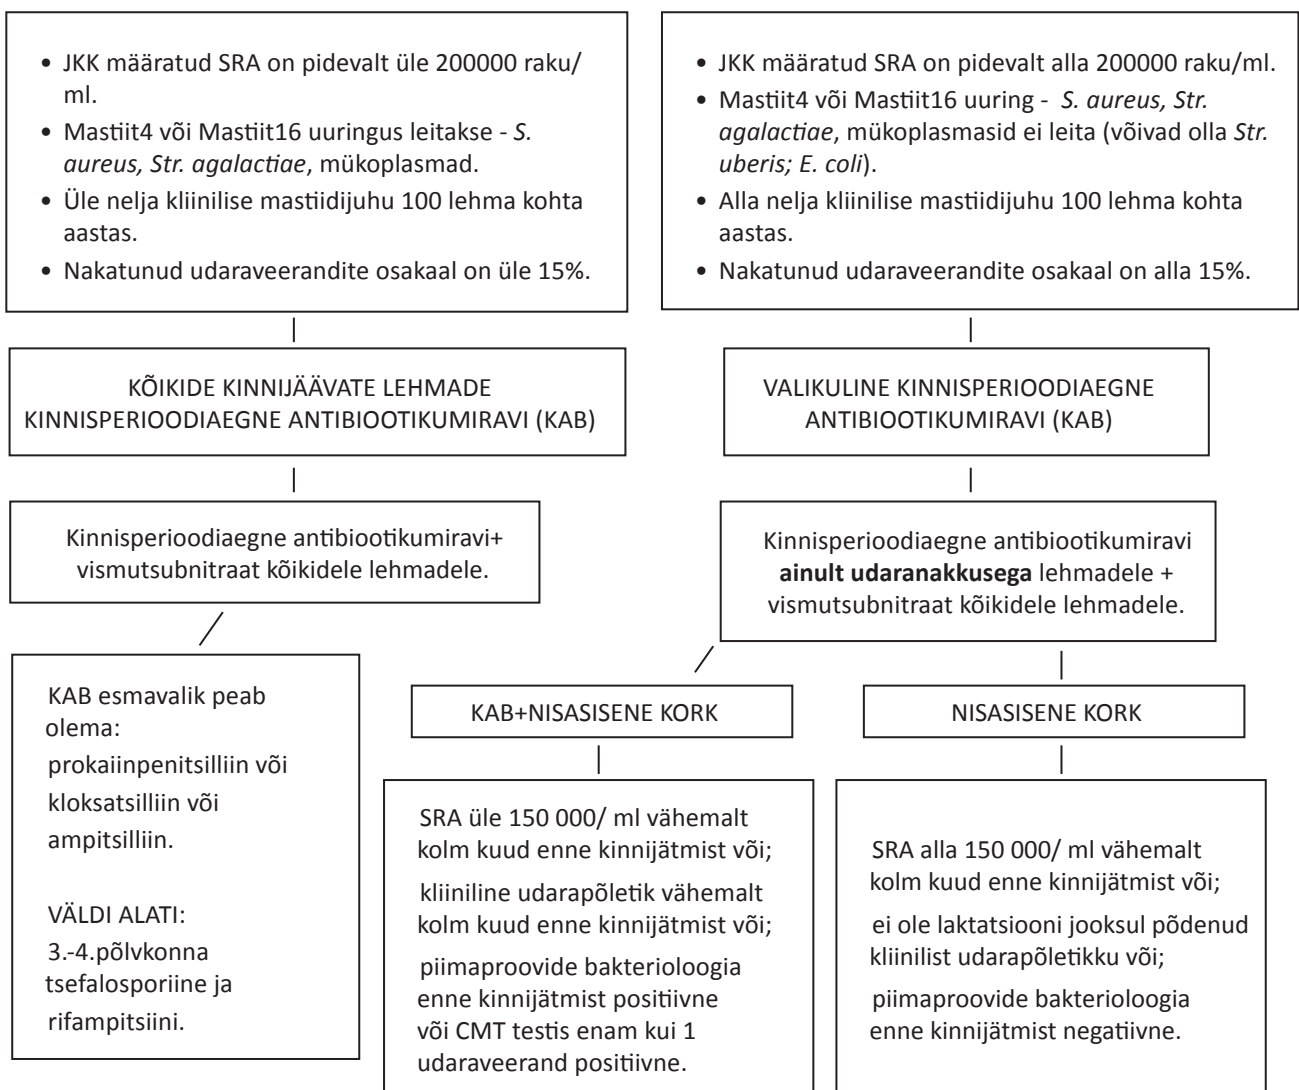 • JKK määratud SRA on pidevalt üle 200000 raku/
ml.
• Mastiit4 või Mastiit16 uuringus leitakse - S.
aureus, Str. agalactiae, mükoplasmad.
• Üle nelja kliinilise mastiidijuhu 100 lehma kohta
aastas.
• Nakatunud udaraveerandite osakaal on üle 15%.
• JKK määratud SRA on pidevalt alla 200000 raku/ml.
• Mastiit4 või Mastiit16 uuring - S. aureus, Str.
agalactiae, mükoplasmasid ei leita (võivad olla Str.
uberis; E. coli).
• Alla nelja kliinilise mastiidijuhu 100 lehma kohta
aastas.
• Nakatunud udaraveerandite osakaal on alla 15%.
KÕIKIDE KINNIJÄÄVATE LEHMADE
KINNISPERIOODIAEGNE ANTIBIOOTIKUMIRAVI (KAB)
VALIKULINE KINNISPERIOODIAEGNE
ANTIBIOOTIKUMIRAVI (KAB)
Kinnisperioodiaegne antibiootikumiravi+
vismutsubnitraat kõikidele lehmadele.
Kinnisperioodiaegne antibiootikumiravi
ainult udaranakkusega lehmadele +
vismutsubnitraat kõikidele lehmadele.
KAB esmavalik peab
olema:
prokaiinpenitsilliin või
kloksatsilliin või
ampitsilliin.
VÄLDI ALATI:
3.-4.põlvkonna
tsefalosporiine ja
rifampitsiini.
KAB+NISASISENE KORK
NISASISENE KORK
SRA üle 150 000/ ml vähemalt
kolm kuud enne kinnijätmist või;
kliiniline udarapõletik vähemalt
kolm kuud enne kinnijätmist või;
piimaproovide bakterioloogia
enne kinnijätmist positiivne
või CMT testis enam kui 1
udaraveerand positiivne.
SRA alla 150 000/ ml vähemalt
kolm kuud enne kinnijätmist või;
ei ole laktatsiooni jooksul põdenud
kliinilist udarapõletikku või;
piimaproovide bakterioloogia
enne kinnijätmist negatiivne.